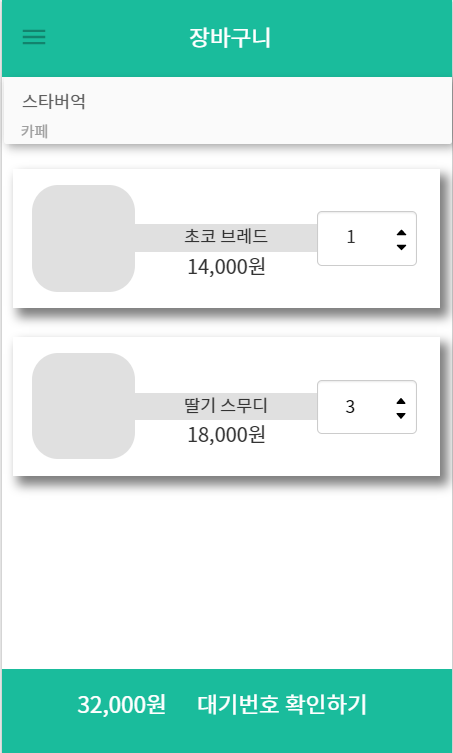 장바구니
스타버억
카페
초코 브레드
1
14,000원
딸기 스무디
3
18,000원
32,000원 대기번호 확인하기